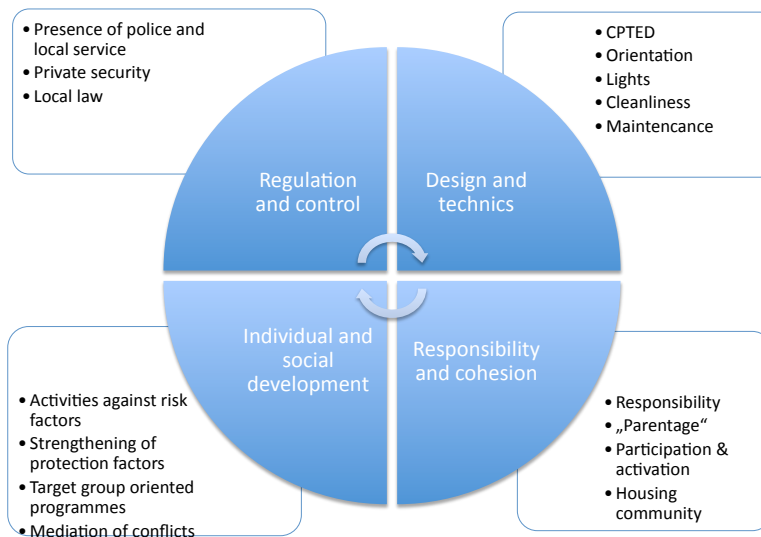 • Presence of police and
local service
• Private security
• Local law
• CPTED
• Orientation
• Lights
• Cleanliness
• Maintencance
Regulation
and control
Design and
technics
Individual and
social
development
Responsibility
and cohesion
• Activities against risk
factors
• Strengthening of
protection factors
• Target group oriented
programmes
• Mediation of conflicts
• Responsibility
• „Parentage“
• Participation &
activation
• Housing
community